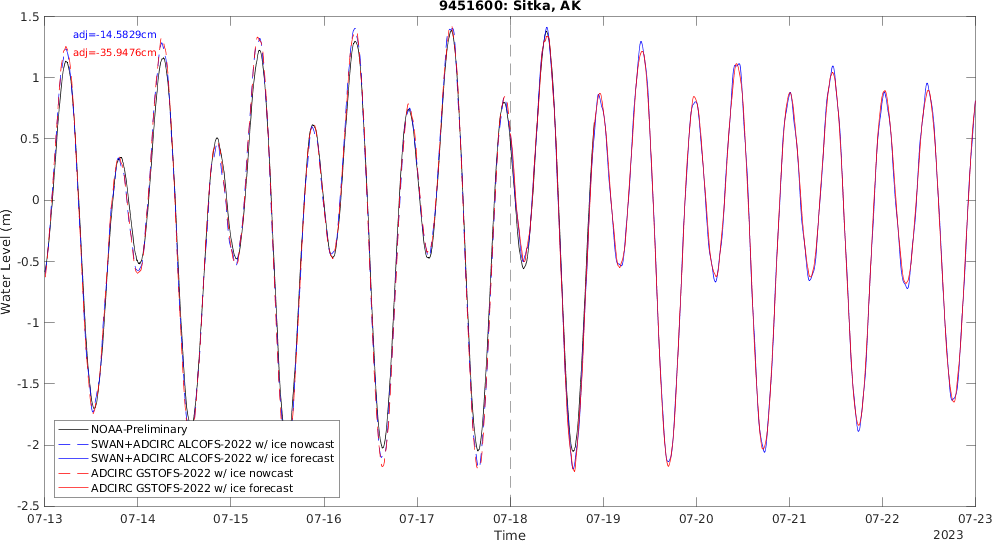 9451600: Sitka, AK
adj=-14.5829cm
adj=-35.9476cm
Water Level (m)
1.5
1
0.5
0
-0.5
-1
-1.5
-2
-2.5
NOAA-Preliminary
SWAN+ADCIRC ALCOFS-2022 w/ ice nowcast
SWAN+ADCIRC ALCOFS-2022 w/ ice forecast
ADCIRC GSTOFS-2022 w/ ice nowcast
ADCIRC GSTOFS-2022 w/ ice forecast
07-13 07-14 07-15 07-16 07-17 07-18 07-19 07-20 07-21 07-22 07-23
Time
2023